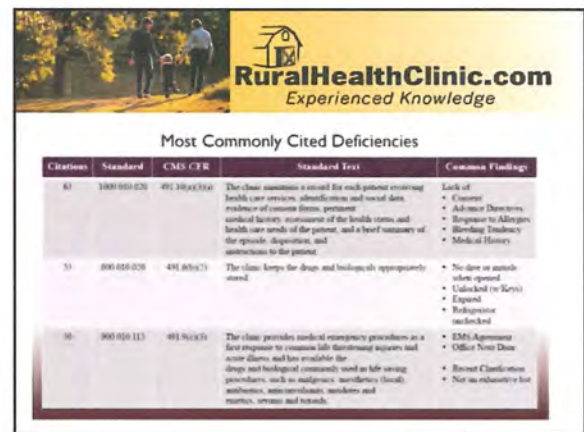 RuralHealthClinic.com
Experienced Knowledge
Most Commonly Cited Deficiencies
Citations Standard CMS CFR Standard Text Common Findings
The clinic maintains a record for each patient receiving
health care services, identification and social data,
evidence of consent forms, pertinent
medical history, assessment of the health status and
health care needs of the patient, and a brief summary of
the episode, disposition, and
instructions to the patient
Lack of
• Consent
• Advance Directives
• Response to Allergies
• Bleeding Tendency
• Medical History
The clinic keeps the drugs and biologicals appropriately
stored
• No date or initials
when opened
• Unlocked (w/Keys)
• Expired
• Refrigerator
unchecked
The clinic provides medical emergency procedures as a
first response to common life threatening injuries and
acute illness and has available the
drugs and biological commonly used in life saving
procedures, such as analgesics, anesthetics (local),
antibiotics, anticonvulsants, antidotes and
emetics, serums and toxoids.
• EMS Agreement
• Office Next Door
• Recent Clarification
• Not an exhaustive list